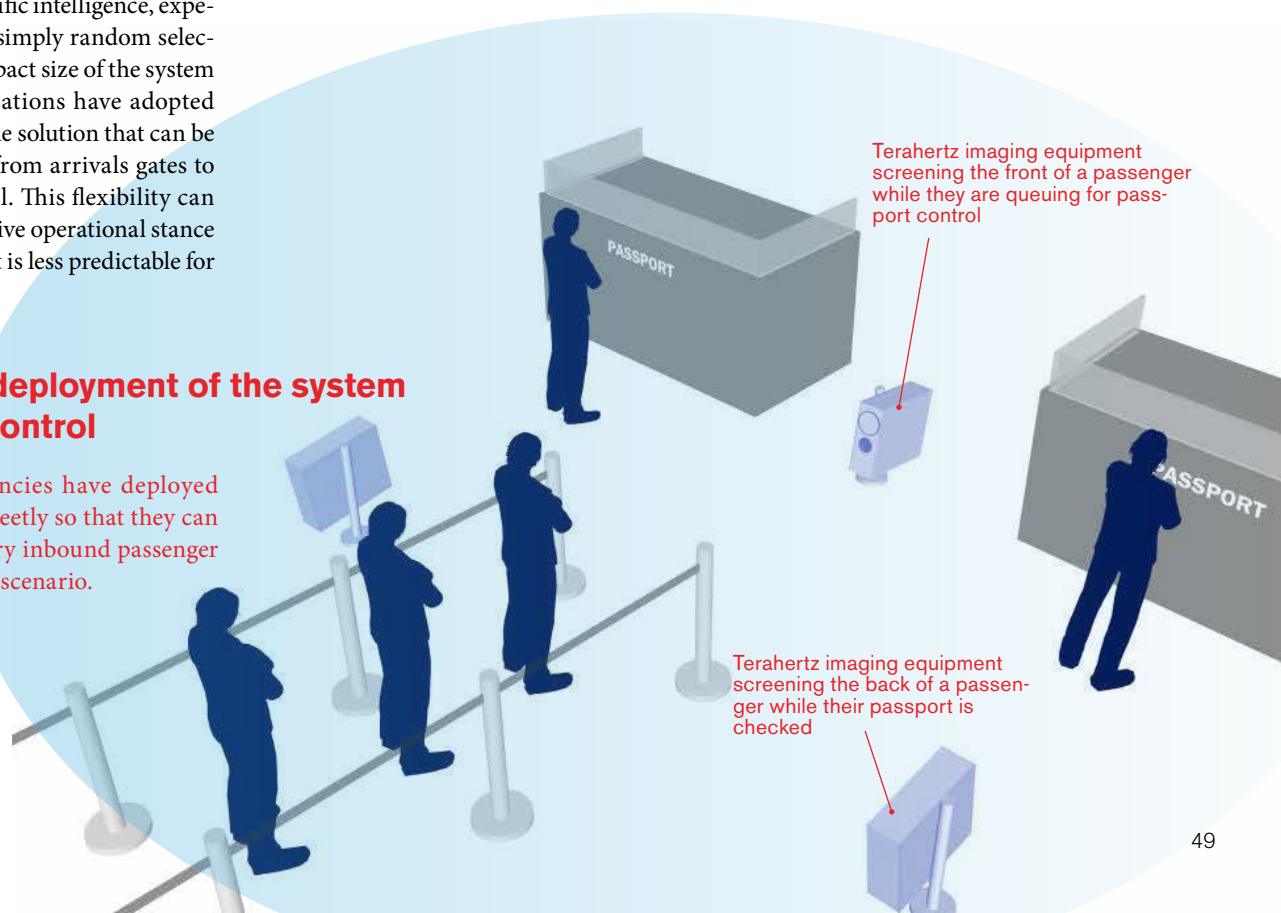 ific intelligence, expe-
simply random selec-
pact size of the system
ations have adopted
e solution that can be
from arrivals gates to
l. This flexibility can
ive operational stance
t is less predictable for
deployment of the system
ontrol
ncies have deployed
reetly so that they can
ry inbound passenger
scenario.
PASSPORT
Terahertz imaging equipment
screening the front of a passenger
while they are queuing for pass-
port control
PASSPORT
Terahertz imaging equipment
screening the back of a passen-
ger while their passport is
checked
49